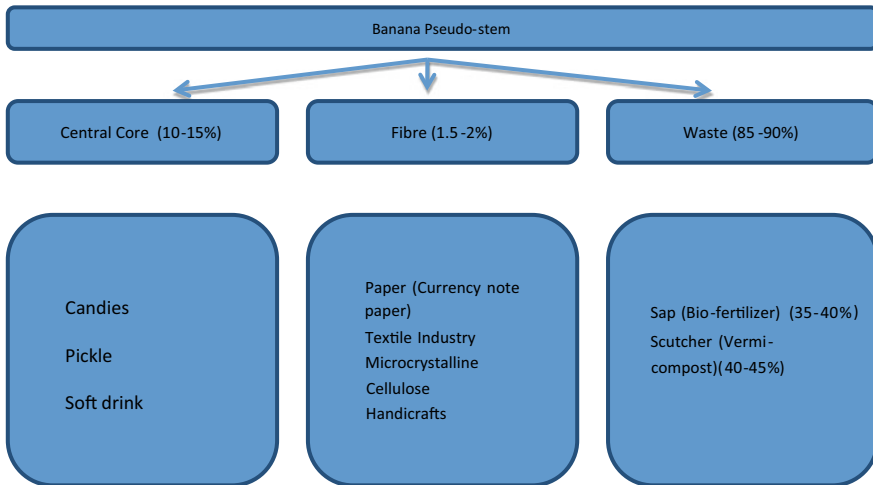 Banana Pseudo-stem
Central Core (10-15%)
Fibre (1.5-2%)
Waste (85-90%)
Candies
Pickle
Soft drink
Paper (Currency note
paper)
Textile Industry
Microcrystalline
Cellulose
Handicrafts
Sap (Bio-fertilizer) (35-40%)
Scutcher (Vermi-
compost)(40-45%)